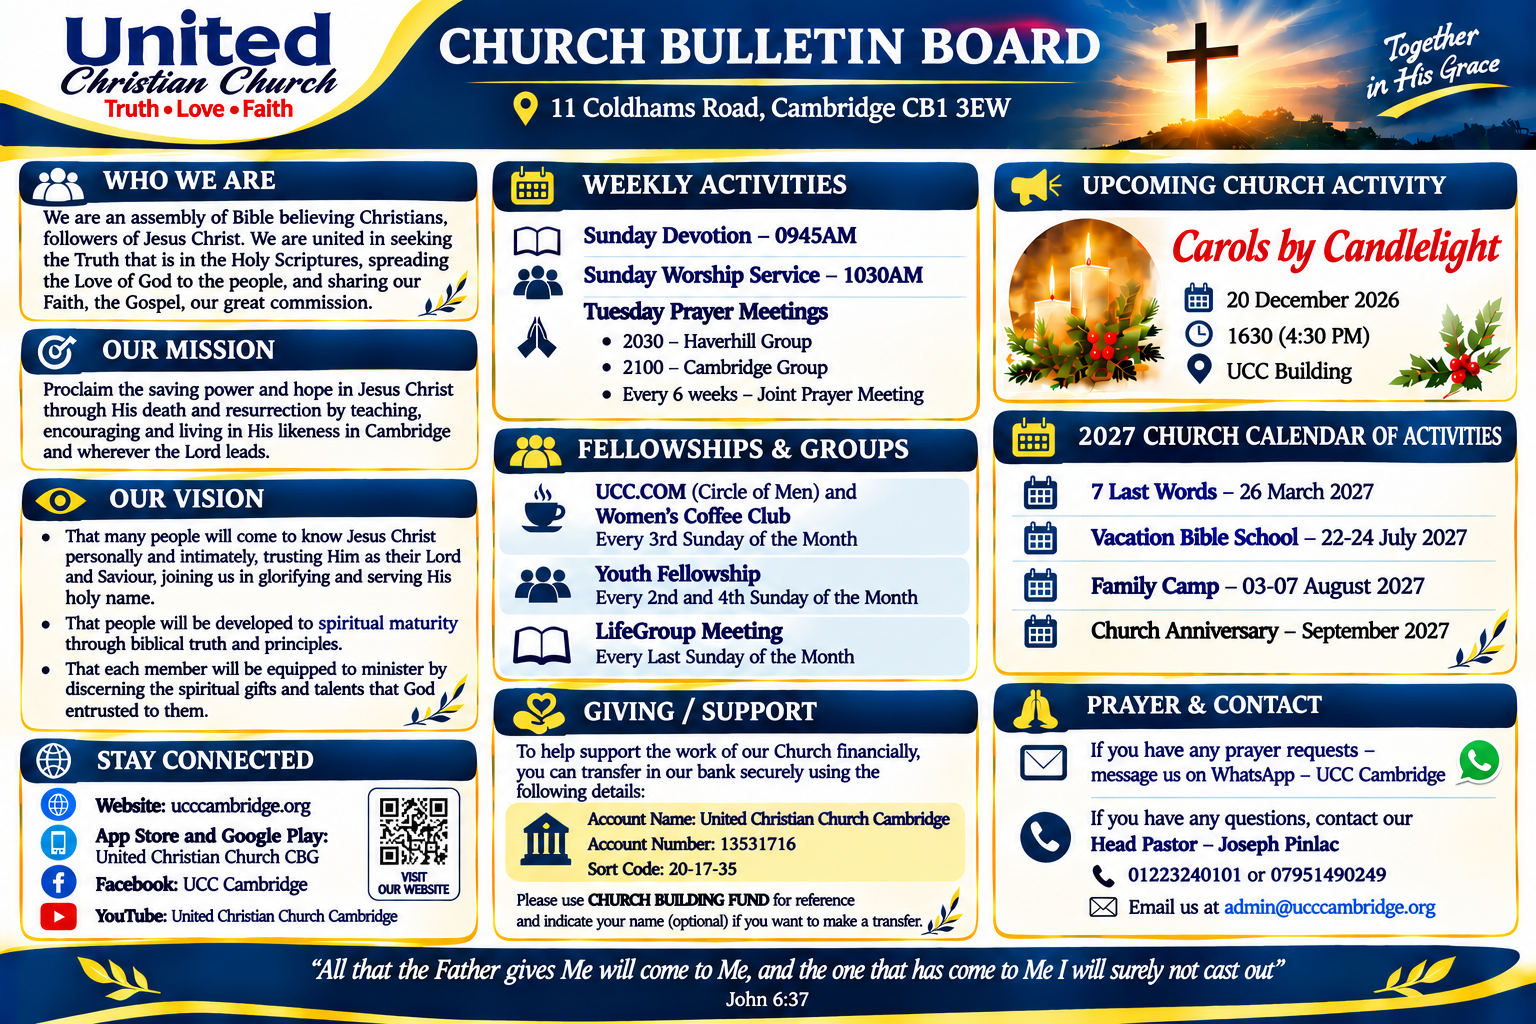 United
Christian Church
Truth • Love • Faith
CHURCH BULLETIN BOARD
11 Coldhams Road, Cambridge CB1 3EW
Together
in His Grace
WHO WE ARE
We are an assembly of Bible believing Christians,
followers of Jesus Christ. We are united in seeking
the Truth that is in the Holy Scriptures, spreading
the Love of God to the people, and sharing our
Faith, the Gospel, our great commission.
OUR MISSION
Proclaim the saving power and hope in Jesus Christ
through His death and resurrection by teaching,
encouraging and living in His likeness in Cambridge
and wherever the Lord leads.
OUR VISION
• That many people will come to know Jesus Christ
personally and intimately, trusting Him as their Lord
and Saviour, joining us in glorifying and serving His
holy name.
• That people will be developed to spiritual maturity
through biblical truth and principles.
• That each member will be equipped to minister by
discerning the spiritual gifts and talents that God
entrusted to them.
STAY CONNECTED
Website: ucccambridge.org
App Store and Google Play:
United Christian Church CBG
Facebook: UCC Cambridge
YouTube: United Christian Church Cambridge
VISIT
OUR WEBSITE
WEEKLY ACTIVITIES
Sunday Devotion – 0945AM
Sunday Worship Service – 1030AM
Tuesday Prayer Meetings
• 2030 – Haverhill Group
• 2100 – Cambridge Group
• Every 6 weeks – Joint Prayer Meeting
FELLOWSHIPS & GROUPS
UCC.COM (Circle of Men) and
Women's Coffee Club
Every 3rd Sunday of the Month
Youth Fellowship
Every 2nd and 4th Sunday of the Month
LifeGroup Meeting
Every Last Sunday of the Month
GIVING / SUPPORT
To help support the work of our Church financially,
you can transfer in our bank securely using the
following details:
Account Name: United Christian Church Cambridge
Account Number: 13531716
Sort Code: 20-17-35
Please use CHURCH BUILDING FUND for reference
and indicate your name (optional) if you want to make a transfer.
UPCOMING CHURCH ACTIVITY
Carols by Candlelight
20 December 2026
1630 (4:30 PM)
UCC Building
2027 CHURCH CALENDAR OF ACTIVITIES
7 Last Words – 26 March 2027
Vacation Bible School – 22-24 July 2027
Family Camp – 03-07 August 2027
Church Anniversary – September 2027
PRAYER & CONTACT
If you have any prayer requests –
message us on WhatsApp – UCC Cambridge
If you have any questions, contact our
Head Pastor – Joseph Pinlac
01223240101 or 07951490249
Email us at admin@ucccambridge.org
“All that the Father gives Me will come to Me, and the one that has come to Me I will surely not cast out”
John 6:37